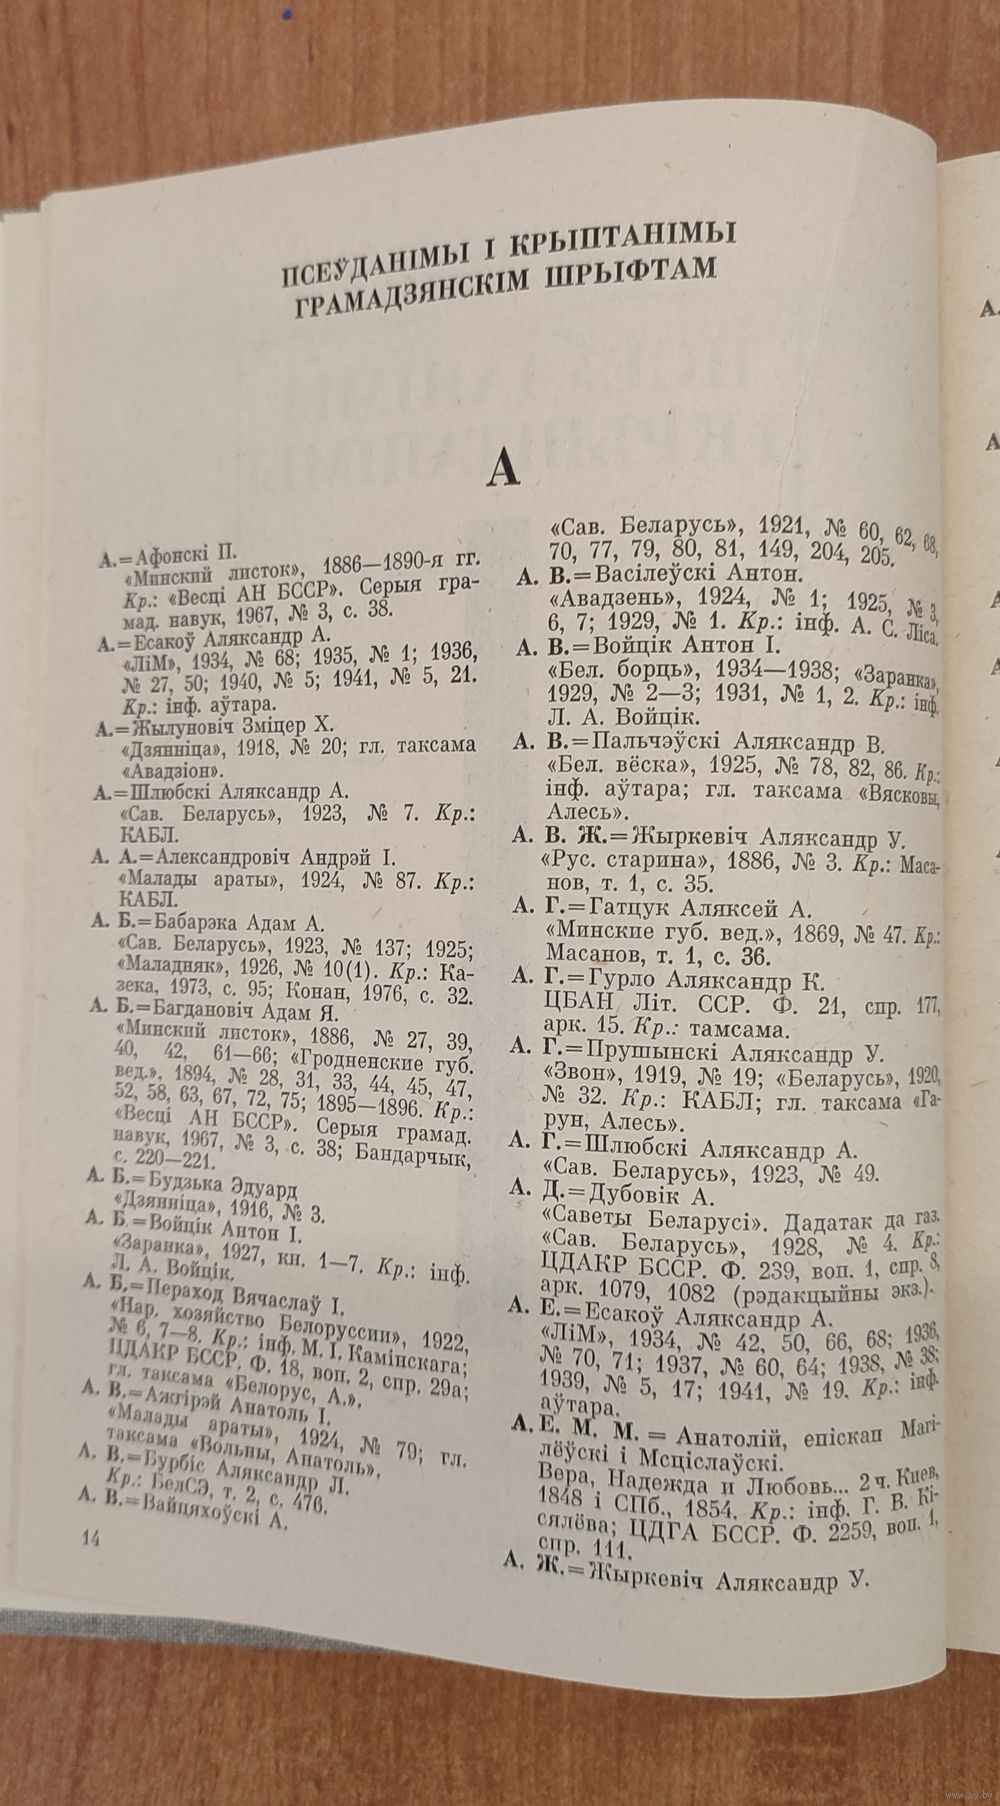 ПСЕЎДАНІМЫ І КРЫПТАНІМЫ
ГРАМАДЗЯНСКІМ ШРЫФТАМ
А
А.=Афонскі П.
«Минский листок», 1886—1890-я гг.
Кр.: «Весці АН БССР». Серыя гра-
мад. навук, 1967, № 3, с. 38.
А.=Есакоў Аляксандр А.
«ЛіМ», 1934, № 68; 1935, № 1; 1936,
№ 27, 50; 1940, № 5; 1941, № 5, 21.
Кр.: інф. аўтара.
А.=Жылуновіч Зміцер Х.
«Дзянніца», 1918, № 20; гл. таксама
«Авадзіон».
А.=Шлюбскі Аляксандр А.
«Сав. Беларусь», 1923, № 7. Кр.:
КАБЛ.
А. А.=Александровіч Андрэй І.
«Малады араты», 1924, № 87. Кр.:
КАБЛ.
А. Б.=Бабарэка Адам А.
«Сав. Беларусь», 1923, № 137; 1925;
«Маладняк», 1926, № 10(1). Кр.: Ка-
зека, 1973, с. 95; Конан, 1976, с. 32.
А. Б.=Багдановіч Адам Я.
«Минский листок», 1886, № 27, 39,
40, 42, 61—66; «Гродненские губ.
вед.», 1894, № 28, 31, 33, 44, 45, 47,
52, 58, 63, 67, 72, 75; 1895—1896. Кр.:
«Весці АН БССР». Серыя грамад.
навук, 1967, № 3, с. 38; Бандарчык,
с. 220—221.
А. Б.=Будзька Эдуард
«Дзянніца», 1916, № 3.
А. Б.=Войцік Антон І.
«Заранка», 1927, кн. 1—7. Кр.: інф.
Л. А. Войцік.
А. Б.=Пераход Вячаслаў І.
«Нар. хозяйство Белоруссии», 1922,
№ 6, 7—8. Кр.: інф. М. І. Камінскага;
ЦДАКР БССР. Ф. 18, воп. 2, спр. 29а;
гл. таксама «Белорус, А.».
А. В.=Ажгірэй Анатоль І.
«Малады араты», 1924, № 79; гл.
таксама «Вольны, Анатоль».
А. В.=Бурбіс Аляксандр Л.
Кр.: БелСЭ, т. 2, с. 476.
А. В.=Вайцяхоўскі А.
14
«Сав. Беларусь», 1921, № 60, 62, 68,
70, 77, 79, 80, 81, 149, 204, 205.
А. В.=Васілеўскі Антон.
«Авадзень», 1924, № 1; 1925, № 3,
6, 7; 1929, № 1. Кр.: інф. А. С. Ліса.
А. В.=Войцік Антон І.
«Бел. борць», 1934—1938; «Заранка»,
1929, № 2—3; 1931, № 1, 2. Кр.: інф.
Л. А. Войцік.
А. В.=Пальчэўскі Аляксандр В.
«Бел. вёска», 1925, № 78, 82, 86. Кр.:
інф. аўтара; гл. таксама «Вясковы,
Алесь».
А. В. Ж.=Жыркевіч Аляксандр У.
«Рус. старина», 1886, № 3. Кр.: Маса-
нов, т. 1, с. 35.
А. Г.=Гатцук Аляксей А.
«Минские губ. вед.», 1869, № 47. Кр.:
Масанов, т. 1, с. 36.
А. Г.=Гурло Аляксандр К.
ЦБАН Літ. ССР. Ф. 21, спр. 177,
арк. 15. Кр.: тамсама.
А. Г.=Прушынскі Аляксандр У.
«Звон», 1919, № 19; «Беларусь», 1920,
№ 32. Кр.: КАБЛ; гл. таксама «Га-
рун, Алесь».
А. Г.=Шлюбскі Аляксандр А.
«Сав. Беларусь», 1923, № 49.
А. Д.=Дубовік А.
«Саветы Беларусі». Дадатак да газ.
«Сав. Беларусь», 1928, № 4. Кр.:
ЦДАКР БССР. Ф. 239, воп. 1, спр. 8,
арк. 1079, 1082 (рэдакцыйны экз.).
А. Е.=Есакоў Аляксандр А.
«ЛіМ», 1934, № 42, 50, 66, 68; 1936,
№ 70, 71; 1937, № 60, 64; 1938, № 38;
1939, № 5, 17; 1941, № 19. Кр.: інф.
аўтара.
А. Е. М. М.=Анатолій, епіскап Магі-
лёўскі і Мсціслаўскі.
Вера, Надежда и Любовь... 2 ч. Киев,
1848 і СПб., 1854. Кр.: інф. Г. В. Кі-
сялёва; ЦДГА БССР. Ф. 2259, воп. 1,
спр. 111.
А. Ж.=Жыркевіч Аляксандр У.
А.
А
www.ay.by